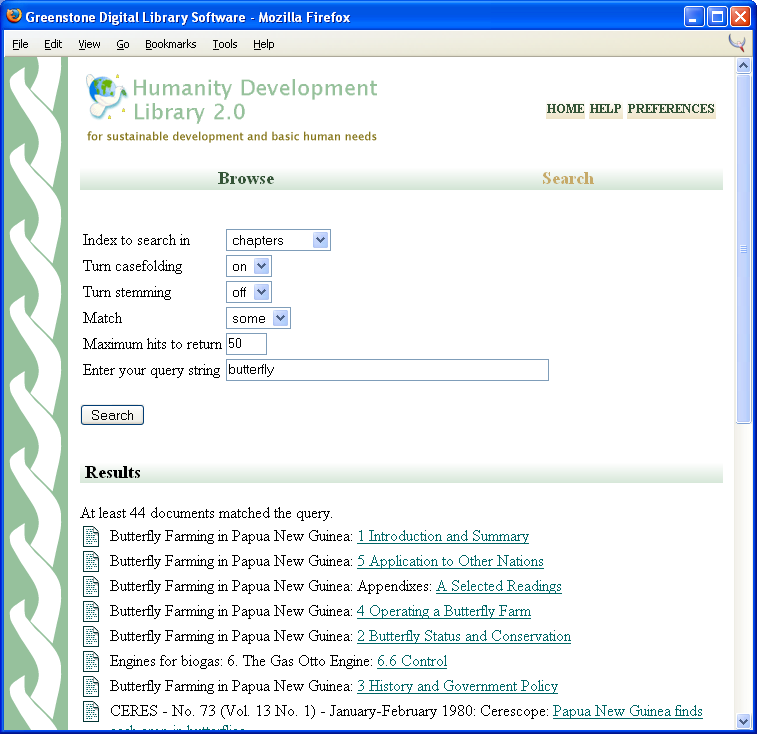 Greenstone Digital Library Software - Mozilla Firefox
File Edit View Go Bookmarks Tools Help
Humanity Development
Library 2.0
for sustainable development and basic human needs
HOME HELP PREFERENCES
Browse Search
Index to search in chapters
Turn casefolding on
Turn stemming off
Match some
Maximum hits to return 50
Enter your query string butterfly
Search
Results
At least 44 documents matched the query.
Butterfly Farming in Papua New Guinea: 1 Introduction and Summary
Butterfly Farming in Papua New Guinea: 5 Application to Other Nations
Butterfly Farming in Papua New Guinea: Appendixes: A Selected Readings
Butterfly Farming in Papua New Guinea: 4 Operating a Butterfly Farm
Butterfly Farming in Papua New Guinea: 2 Butterfly Status and Conservation
Engines for biogas: 6. The Gas Otto Engine: 6.6 Control
Butterfly Farming in Papua New Guinea: 3 History and Government Policy
CERES - No. 73 (Vol. 13 No. 1) - January-February 1980: Cerescope: Papua New Guinea finds